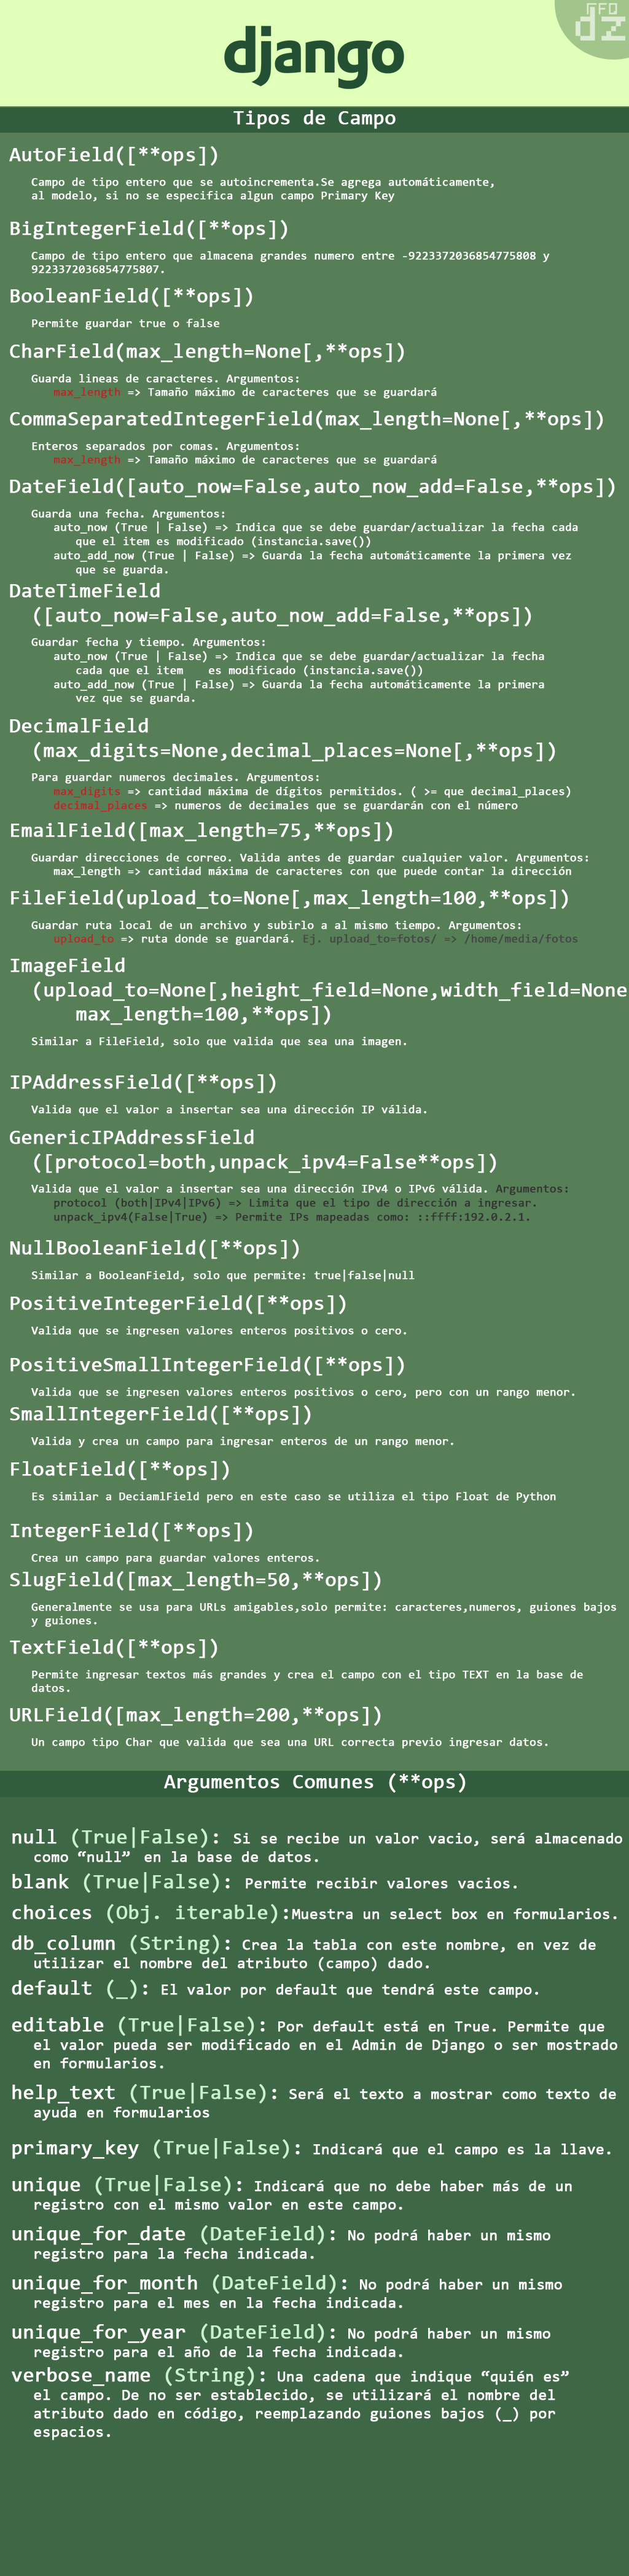 django
FFD
dz
Tipos de Campo
AutoField([**ops])
Campo de tipo entero que se autoincrementa.Se agrega automáticamente,
al modelo, si no se especifica algun campo Primary Key
BigIntegerField([**ops])
Campo de tipo entero que almacena grandes numero entre -9223372036854775808 y
9223372036854775807.
BooleanField([**ops])
Permite guardar true o false
CharField(max_length=None[,**ops])
Guarda lineas de caracteres. Argumentos:
max_length => Tamaño máximo de caracteres que se guardará
CommaSeparatedIntegerField(max_length=None[,**ops])
Enteros separados por comas. Argumentos:
max_length => Tamaño máximo de caracteres que se guardará
DateField([auto_now=False,auto_now_add=False,**ops])
Guarda una fecha. Argumentos:
auto_now (True | False) => Indica que se debe guardar/actualizar la fecha cada
que el item es modificado (instancia.save())
auto_add_now (True | False) => Guarda la fecha automáticamente la primera vez
que se guarda.
DateTimeField
([auto_now=False,auto_now_add=False,**ops])
Guardar fecha y tiempo. Argumentos:
auto_now (True | False) => Indica que se debe guardar/actualizar la fecha
cada que el item es modificado (instancia.save())
auto_add_now (True | False) => Guarda la fecha automáticamente la primera
vez que se guarda.
DecimalField
(max_digits=None,decimal_places=None[,**ops])
Para guardar numeros decimales. Argumentos:
max_digits => cantidad máxima de dígitos permitidos. ( >= que decimal_places)
decimal_places => numeros de decimales que se guardarán con el número
EmailField([max_length=75,**ops])
Guardar direcciones de correo. Valida antes de guardar cualquier valor. Argumentos:
max_length => cantidad máxima de caracteres con que puede contar la dirección
FileField(upload_to=None[,max_length=100,**ops])
Guardar ruta local de un archivo y subirlo a al mismo tiempo. Argumentos:
upload_to => ruta donde se guardará. Ej. upload_to=fotos/ => /home/media/fotos
ImageField
(upload_to=None[,height_field=None,width_field=None
max_length=100,**ops])
Similar a FileField, solo que valida que sea una imagen.
IPAddressField([**ops])
Valida que el valor a insertar sea una dirección IP válida.
GenericIPAddressField
([protocol=both,unpack_ipv4=False**ops])
Valida que el valor a insertar sea una dirección IPv4 o IPv6 válida. Argumentos:
protocol (both|IPv4|IPv6) => Limita que el tipo de dirección a ingresar.
unpack_ipv4(False|True) => Permite IPs mapeadas como: ::ffff:192.0.2.1.
NullBooleanField([**ops])
Similar a BooleanField, solo que permite: true|false|null
PositiveIntegerField([**ops])
Valida que se ingresen valores enteros positivos o cero.
PositiveSmallIntegerField([**ops])
Valida que se ingresen valores enteros positivos o cero, pero con un rango menor.
SmallIntegerField([**ops])
Valida y crea un campo para ingresar enteros de un rango menor.
FloatField([**ops])
Es similar a DeciamlField pero en este caso se utiliza el tipo Float de Python
IntegerField([**ops])
Crea un campo para guardar valores enteros.
SlugField([max_length=50,**ops])
Generalmente se usa para URLs amigables,solo permite: caracteres,numeros, guiones bajos
y guiones.
TextField([**ops])
Permite ingresar textos más grandes y crea el campo con el tipo TEXT en la base de
datos.
URLField([max_length=200,**ops])
Un campo tipo Char que valida que sea una URL correcta previo ingresar datos.
Argumentos Comunes (**ops)
null (True|False): Si se recibe un valor vacio, será almacenado
como “null” en la base de datos.
blank (True|False): Permite recibir valores vacios.
choices (Obj. iterable):Muestra un select box en formularios.
db_column (String): Crea la tabla con este nombre, en vez de
utilizar el nombre del atributo (campo) dado.
default (_): El valor por default que tendrá este campo.
editable (True|False): Por default está en True. Permite que
el valor pueda ser modificado en el Admin de Django o ser mostrado
en formularios.
help_text (True|False): Será el texto a mostrar como texto de
ayuda en formularios
primary_key (True|False): Indicará que el campo es la llave.
unique (True|False): Indicará que no debe haber más de un
registro con el mismo valor en este campo.
unique_for_date (DateField): No podrá haber un mismo
registro para la fecha indicada.
unique_for_month (DateField): No podrá haber un mismo
registro para el mes en la fecha indicada.
unique_for_year (DateField): No podrá haber un mismo
registro para el año de la fecha indicada.
verbose_name (String): Una cadena que indique “quién es”
el campo. De no ser establecido, se utilizará el nombre del
atributo dado en código, reemplazando guiones bajos (_) por
espacios.